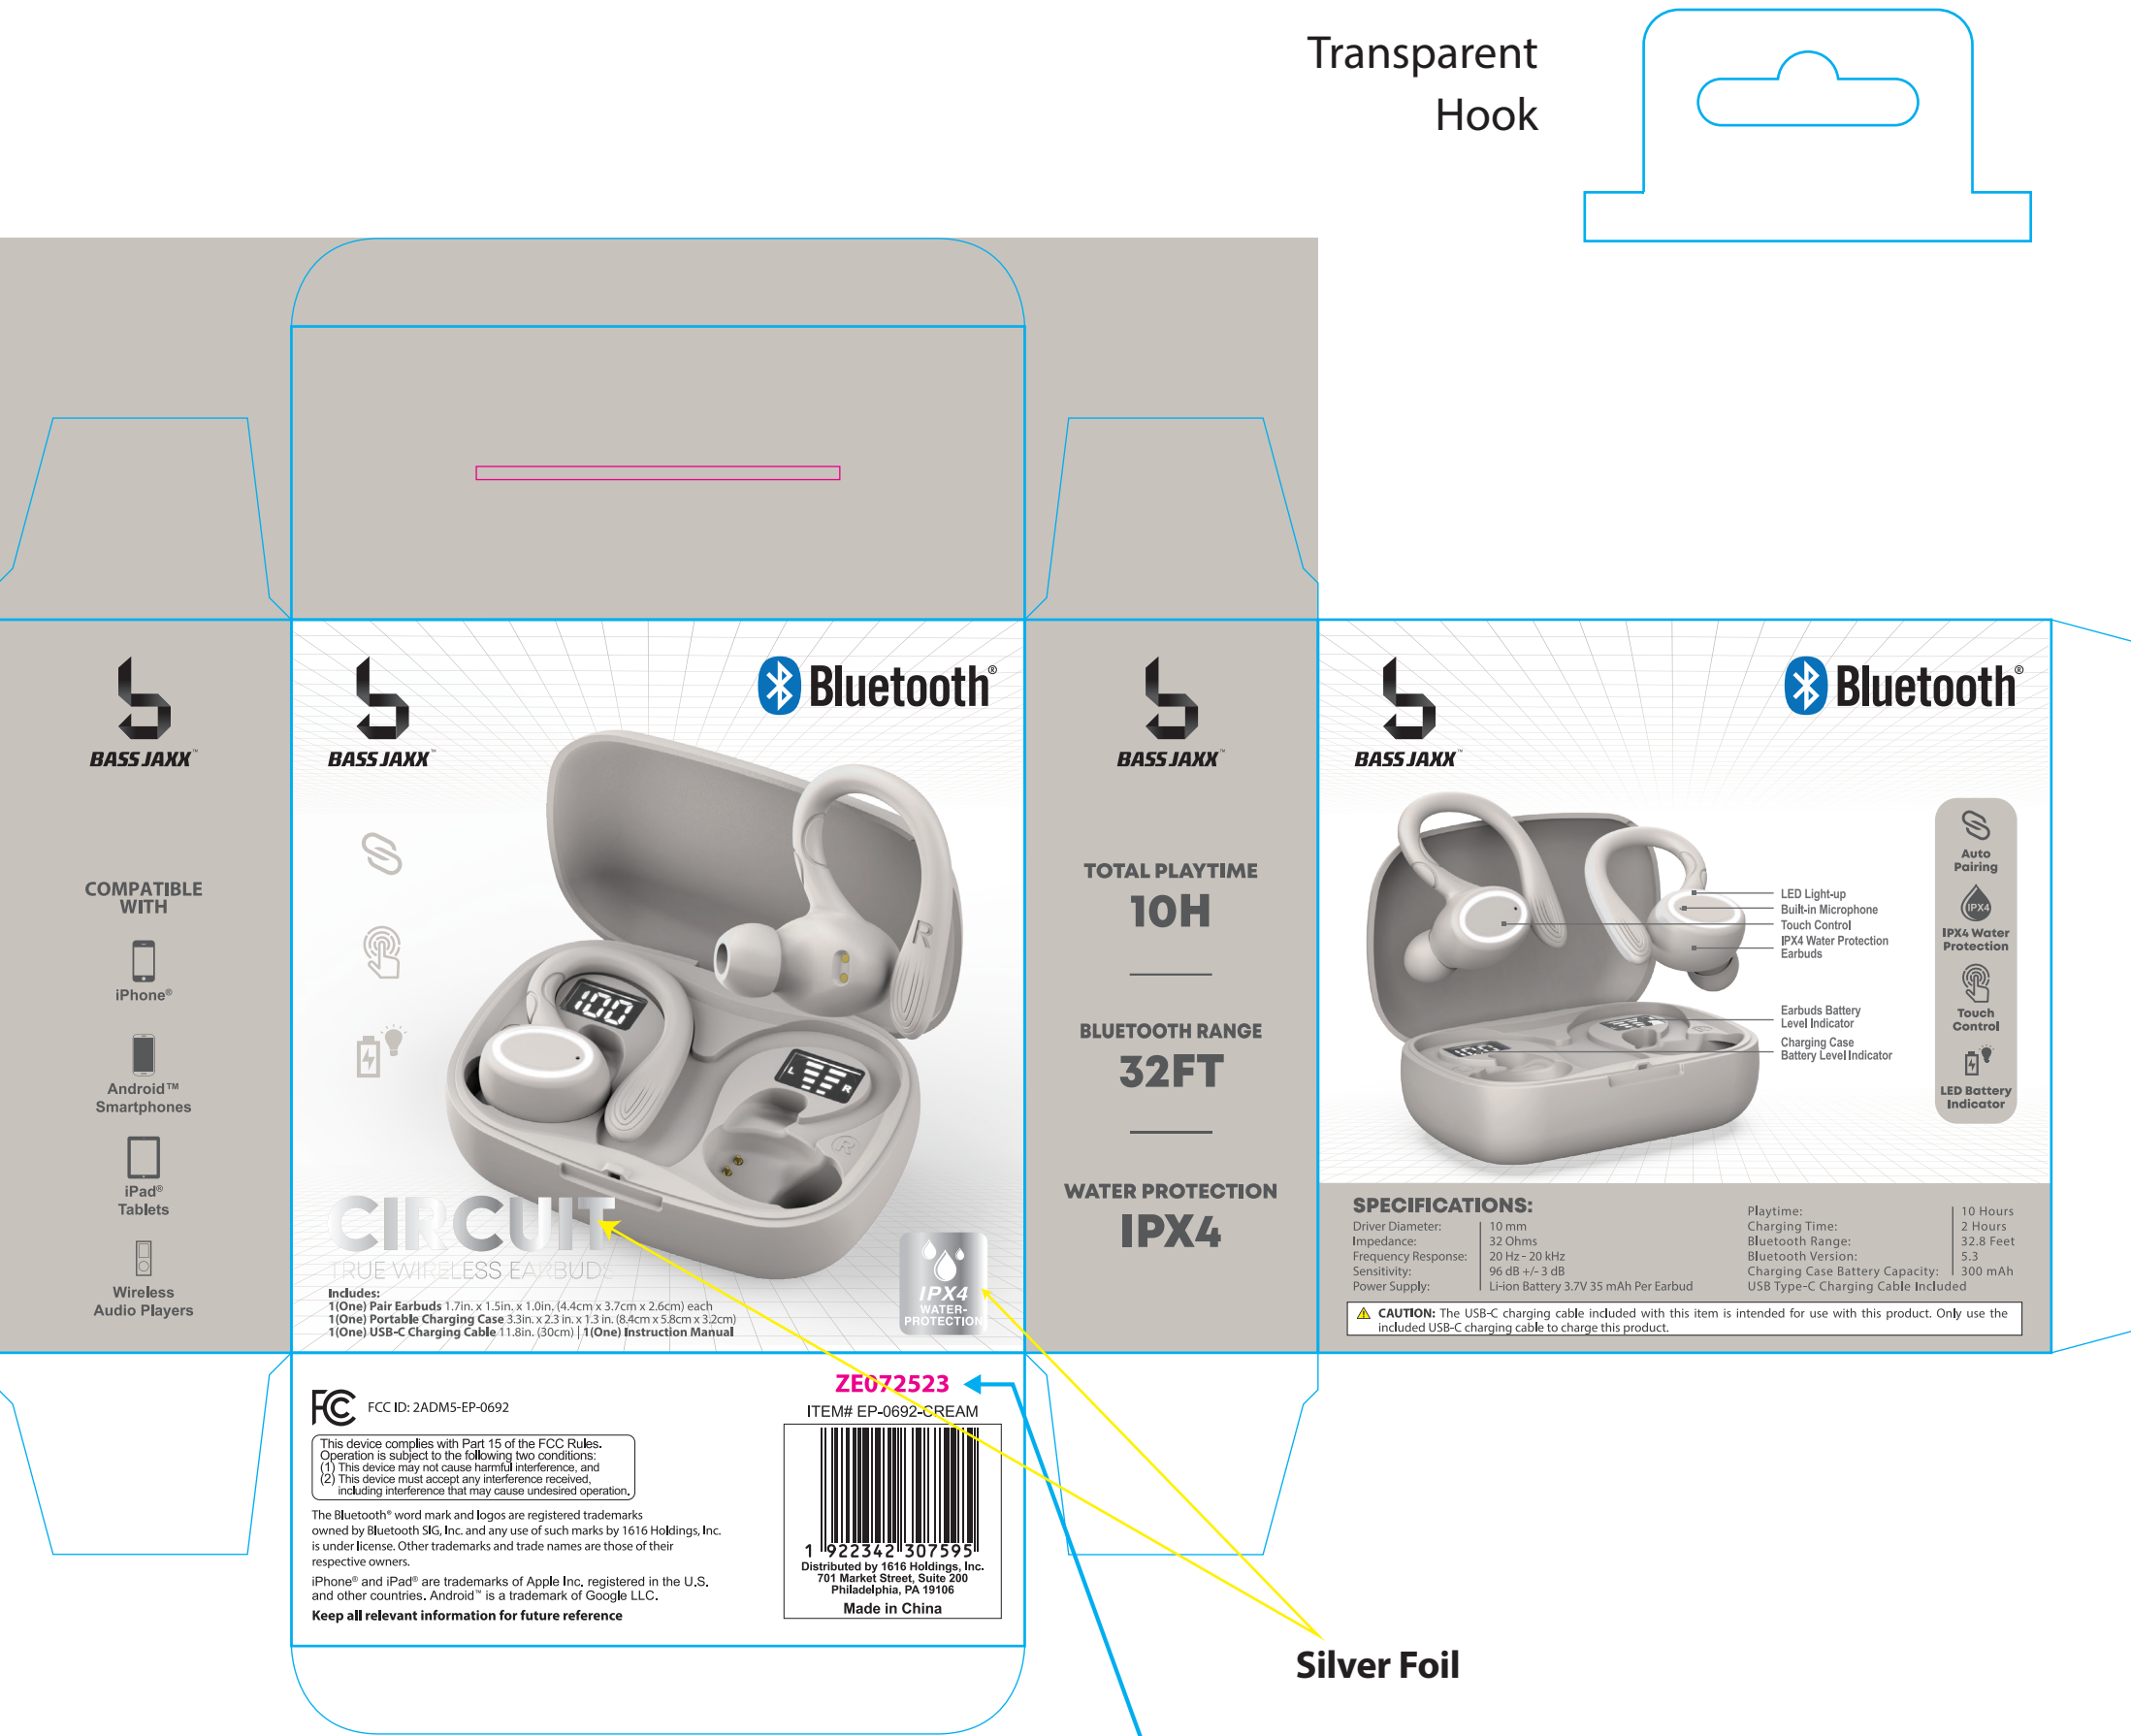 Transparent
Hook
BASS JAXX™
COMPATIBLE
WITH
iPhone®
Android™
Smartphones
iPad®
Tablets
Wireless
Audio Players
BASS JAXX™
Bluetooth®
R
100
L R
R
CIRCUIT
TRUE WIRELESS EARBUDS
IPX4
WATER-
PROTECTION
Includes:
1(One) Pair Earbuds 1.7in. x 1.5in. x 1.0in. (4.4cm x 3.7cm x 2.6cm) each
1(One) Portable Charging Case 3.3in. x 2.3 in. x 1.3 in. (8.4cm x 5.8cm x 3.2cm)
1(One) USB-C Charging Cable 11.8in. (30cm) | 1(One) Instruction Manual
BASS JAXX™
TOTAL PLAYTIME
10H
BLUETOOTH RANGE
32FT
WATER PROTECTION
IPX4
BASS JAXX™
Bluetooth®
LED Light-up
Built-in Microphone
Touch Control
IPX4 Water Protection
Earbuds
Earbuds Battery
Level Indicator
Charging Case
Battery Level Indicator
100
Auto
Pairing
IPX4
IPX4 Water
Protection
Touch
Control
LED Battery
Indicator
SPECIFICATIONS:
Driver Diameter: 10 mm
Impedance: 32 Ohms
Frequency Response: 20 Hz - 20 kHz
Sensitivity: 96 dB +/- 3 dB
Power Supply: Li-ion Battery 3.7V 35 mAh Per Earbud
Playtime: 10 Hours
Charging Time: 2 Hours
Bluetooth Range: 32.8 Feet
Bluetooth Version: 5.3
Charging Case Battery Capacity: 300 mAh
USB Type-C Charging Cable Included
CAUTION: The USB-C charging cable included with this item is intended for use with this product. Only use the
included USB-C charging cable to charge this product.
FC FCC ID: 2ADM5-EP-0692
This device complies with Part 15 of the FCC Rules.
Operation is subject to the following two conditions:
(1) This device may not cause harmful interference, and
(2) This device must accept any interference received,
including interference that may cause undesired operation.
The Bluetooth® word mark and logos are registered trademarks
owned by Bluetooth SIG, Inc. and any use of such marks by 1616 Holdings, Inc.
is under license. Other trademarks and trade names are those of their
respective owners.
iPhone® and iPad® are trademarks of Apple Inc. registered in the U.S.
and other countries. Android™ is a trademark of Google LLC.
Keep all relevant information for future reference
ZE072523
ITEM# EP-0692-CREAM
1 922342 307595
Distributed by 1616 Holdings, Inc.
701 Market Street, Suite 200
Philadelphia, PA 19106
Made in China
Silver Foil